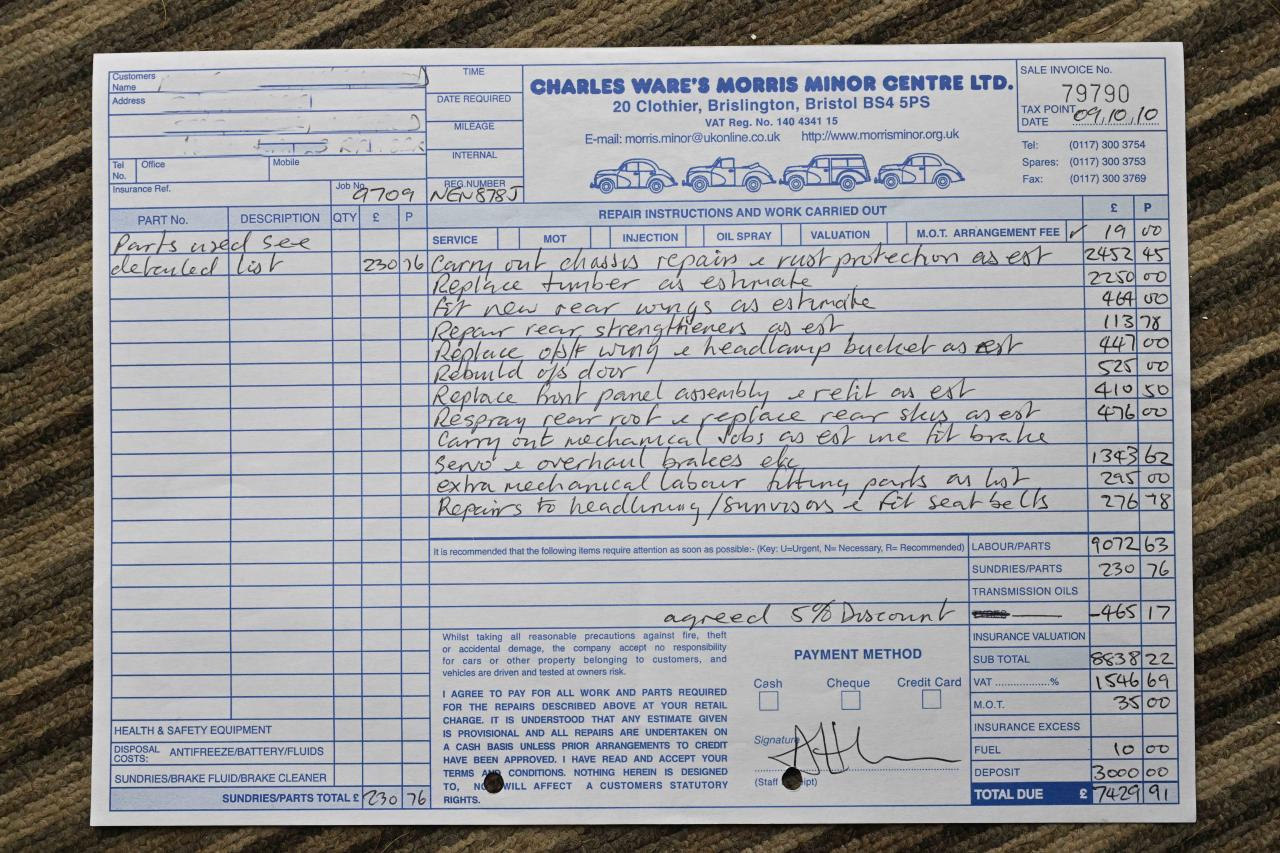 Customers Name
Address
Tel No. Office Mobile
Insurance Ref. Job No. 9709
TIME
DATE REQUIRED
MILEAGE
INTERNAL
REG.NUMBER NEN878J
CHARLES WARE'S MORRIS MINOR CENTRE LTD.
20 Clothier, Brislington, Bristol BS4 5PS
VAT Reg. No. 140 4341 15
E-mail: morris.minor@ukonline.co.uk http://www.morrisminor.org.uk
SALE INVOICE No.
79790
TAX POINT DATE 09,10,10
Tel: (0117) 300 3754
Spares: (0117) 300 3753
Fax: (0117) 300 3769
PART No. DESCRIPTION QTY £ P
Parts used see
detailed list 230 76
HEALTH & SAFETY EQUIPMENT
DISPOSAL COSTS: ANTIFREEZE/BATTERY/FLUIDS
SUNDRIES/BRAKE FLUID/BRAKE CLEANER
SUNDRIES/PARTS TOTAL £ 230 76
REPAIR INSTRUCTIONS AND WORK CARRIED OUT £ P
SERVICE MOT INJECTION OIL SPRAY VALUATION M.O.T. ARRANGEMENT FEE ✓ 19 00
Carry out chassis repairs & rust protection as est 2452 45
Replace timber as estimate 2250 00
Fit new rear wings as estimate 464 00
Repair rear strengtheners as est 113 78
Replace o/s/f wing & headlamp bucket as est 447 00
Rebuild o/s door 525 00
Replace front panel assembly & refit as est 410 50
Respray rear roof & replace rear skys as est 476 00
Carry out mechanical Jobs as est inc fit brake
Servo & overhaul brakes etc 1343 62
extra mechanical labour fitting parts as list 295 00
Repairs to headlining/sunvisors & fit seat belts 276 78
It is recommended that the following items require attention as soon as possible:- (Key: U=Urgent, N= Necessary, R= Recommended)
agreed 5% Discount
LABOUR/PARTS 9072 63
SUNDRIES/PARTS 230 76
TRANSMISSION OILS
-465 17
INSURANCE VALUATION
SUB TOTAL 8838 22
VAT ..................% 1546 69
M.O.T. 35 00
INSURANCE EXCESS
FUEL 10 00
DEPOSIT 3000 00
TOTAL DUE £ 7429 91
Whilst taking all reasonable precautions against fire, theft
or accidental damage, the company accept no responsibility
for cars or other property belonging to customers, and
vehicles are driven and tested at owners risk.
I AGREE TO PAY FOR ALL WORK AND PARTS REQUIRED
FOR THE REPAIRS DESCRIBED ABOVE AT YOUR RETAIL
CHARGE. IT IS UNDERSTOOD THAT ANY ESTIMATE GIVEN
IS PROVISIONAL AND ALL REPAIRS ARE UNDERTAKEN ON
A CASH BASIS UNLESS PRIOR ARRANGEMENTS TO CREDIT
HAVE BEEN APPROVED. I HAVE READ AND ACCEPT YOUR
TERMS CONDITIONS. NOTHING HEREIN IS DESIGNED
TO, WILL AFFECT A CUSTOMERS STATUTORY
RIGHTS.
PAYMENT METHOD
Cash Cheque Credit Card
Signature
(Staff